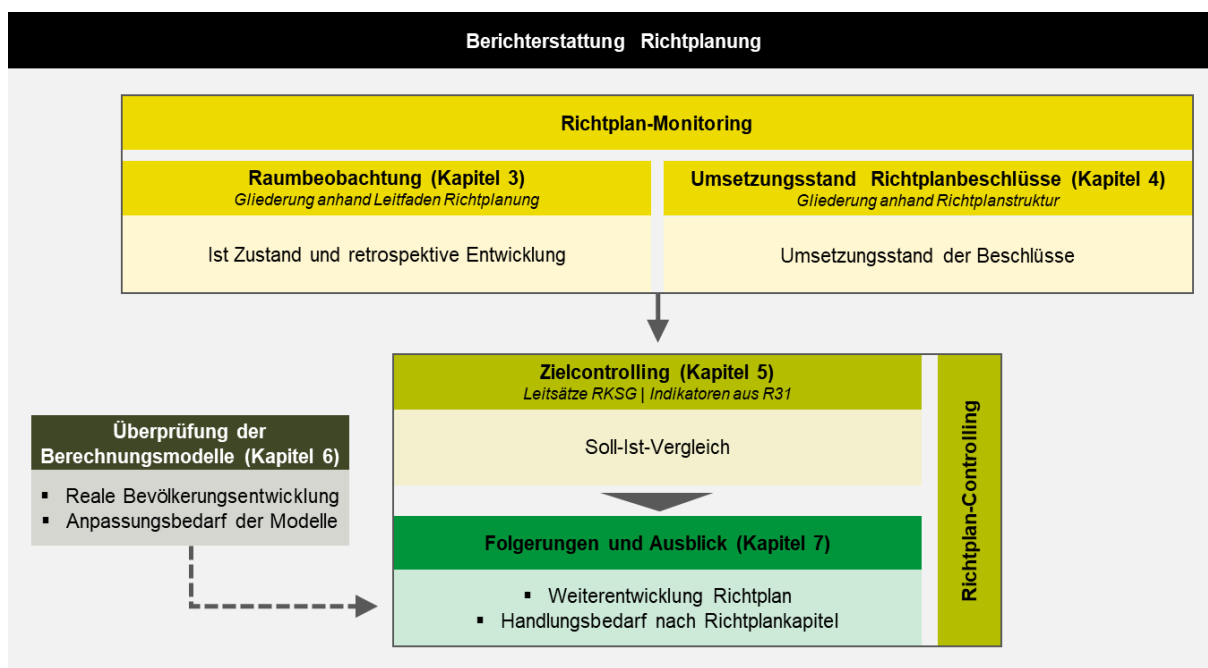 Berichterstattung Richtplanung
Richtplan-Monitoring
Raumbeobachtung (Kapitel 3)
Gliederung anhand Leitfaden Richtplanung
Ist Zustand und retrospektive Entwicklung
Umsetzungsstand Richtplanbeschlüsse (Kapitel 4)
Gliederung anhand Richtplanstruktur
Umsetzungsstand der Beschlüsse
Zielcontrolling (Kapitel 5)
Leitsätze RKSG | Indikatoren aus R31
Soll-Ist-Vergleich
Richtplan-Controlling
Überprüfung der
Berechnungsmodelle (Kapitel 6)
▪ Reale Bevölkerungsentwicklung
▪ Anpassungsbedarf der Modelle
Folgerungen und Ausblick (Kapitel 7)
▪ Weiterentwicklung Richtplan
▪ Handlungsbedarf nach Richtplankapitel